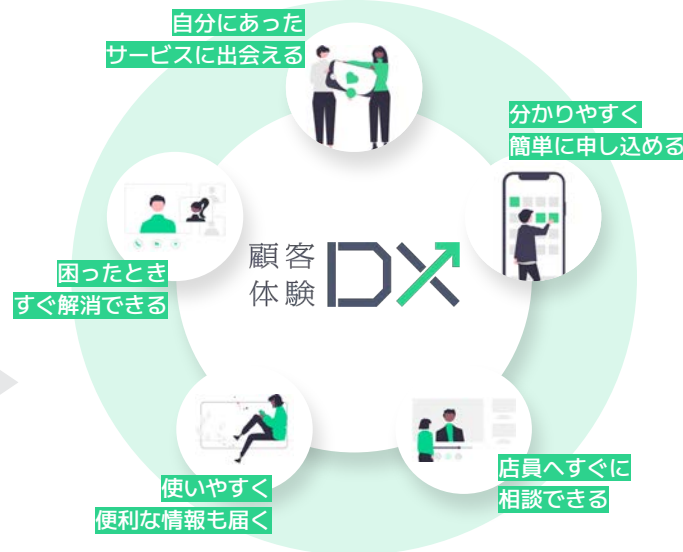 自分にあった
サービスに出会える
分かりやすく
簡単に申し込める
困ったとき
すぐ解消できる
顧客
体験
DX
使いやすく
便利な情報も届く
店員へすぐに
相談できる